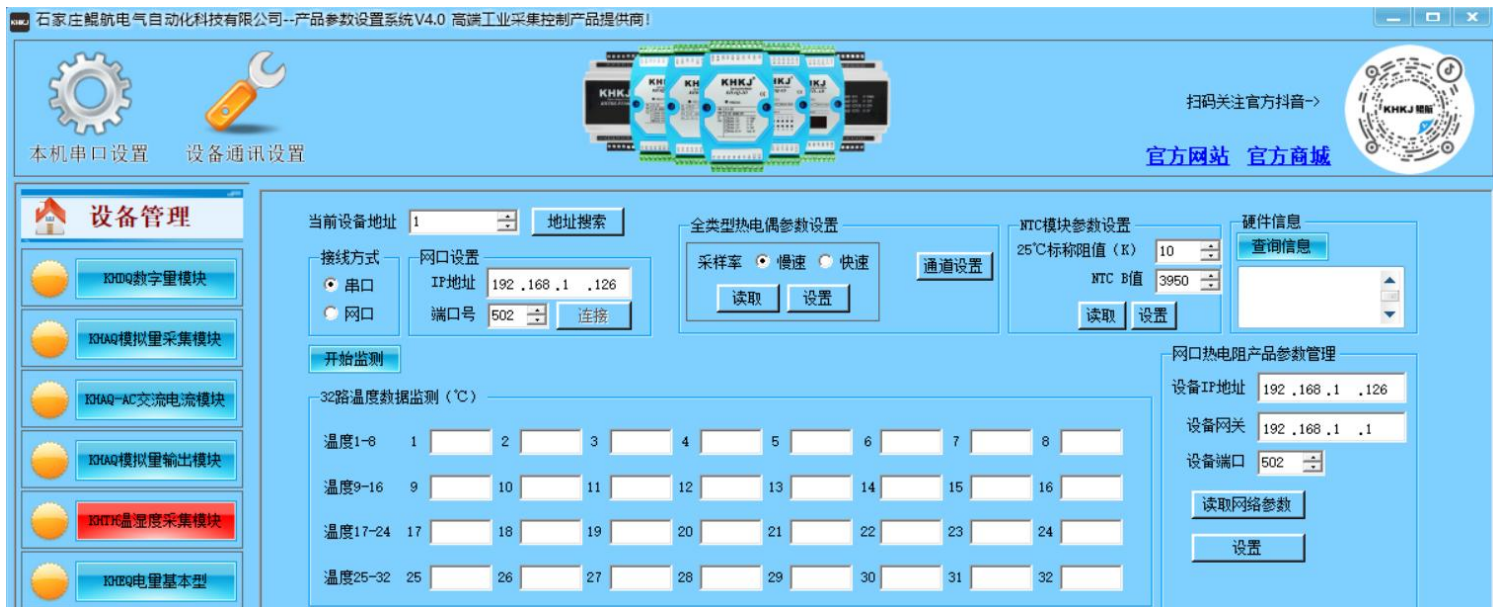 石家庄鲲航电气自动化科技有限公司--产品参数设置系统V4.0 高端工业采集控制产品提供商!
本机串口设置 设备通讯设置
KHKJ
扫码关注官方抖音->
KHKJ 鲲航
官方网站 官方商城
设备管理
KHDQ数字量模块
KHAQ模拟量采集模块
KHAQ-AC交流电流模块
KHAQ模拟量输出模块
KHTH温湿度采集模块
KHEQ电量基本型
当前设备地址 1 地址搜索
接线方式
串口
网口
网口设置
IP地址 192 .168 .1 .126
端口号 502 连接
全类型热电偶参数设置
采样率 慢速 快速
读取 设置
通道设置
NTC模块参数设置
25℃标称阻值 (K) 10
NTC B值 3950
读取 设置
硬件信息
查询信息
开始监测
32路温度数据监测 (℃)
温度1-8 1 2 3 4 5 6 7 8
温度9-16 9 10 11 12 13 14 15 16
温度17-24 17 18 19 20 21 22 23 24
温度25-32 25 26 27 28 29 30 31 32
网口热电阻产品参数管理
设备IP地址 192 .168 .1 .126
设备网关 192 .168 .1 .1
设备端口 502
读取网络参数
设置